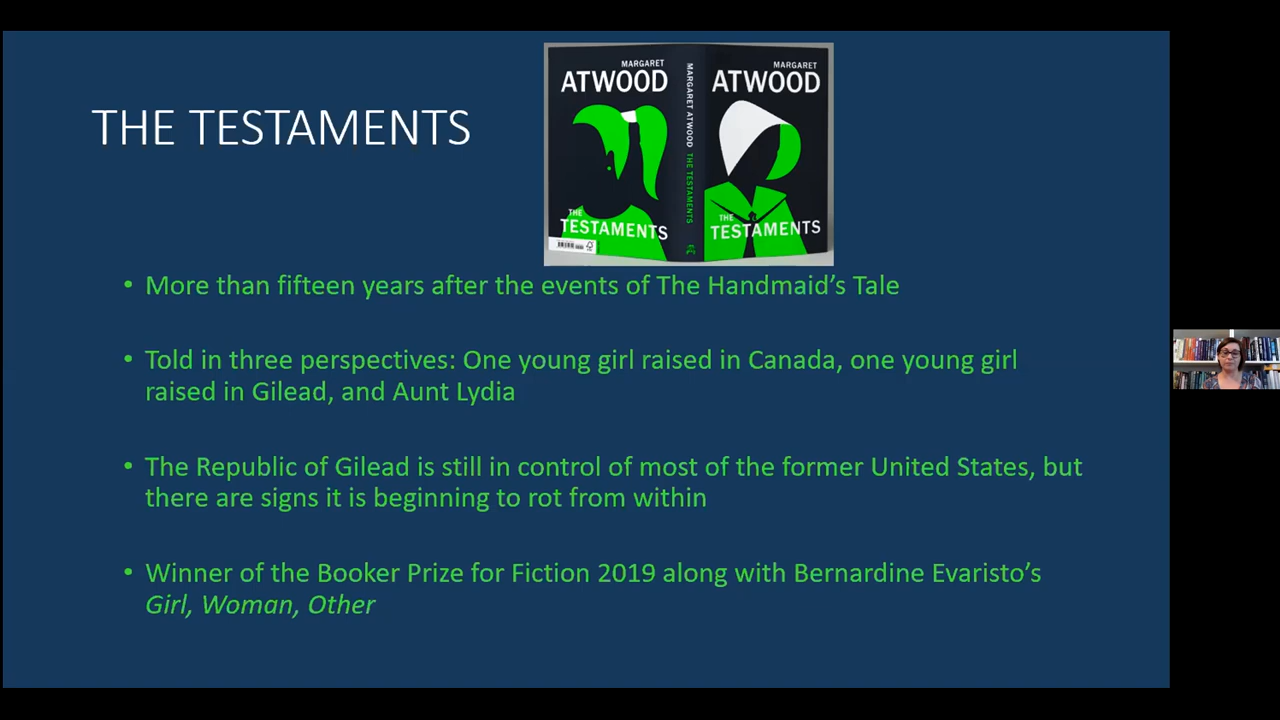 THE TESTAMENTS
MARGARET
ATWOOD
THE
TESTAMENTS
MARGARET ATWOOD THE TESTAMENTS
MARGARET
ATWOOD
THE
TESTAMENTS
• More than fifteen years after the events of The Handmaid’s Tale
• Told in three perspectives: One young girl raised in Canada, one young girl
raised in Gilead, and Aunt Lydia
• The Republic of Gilead is still in control of most of the former United States, but
there are signs it is beginning to rot from within
• Winner of the Booker Prize for Fiction 2019 along with Bernardine Evaristo’s
Girl, Woman, Other